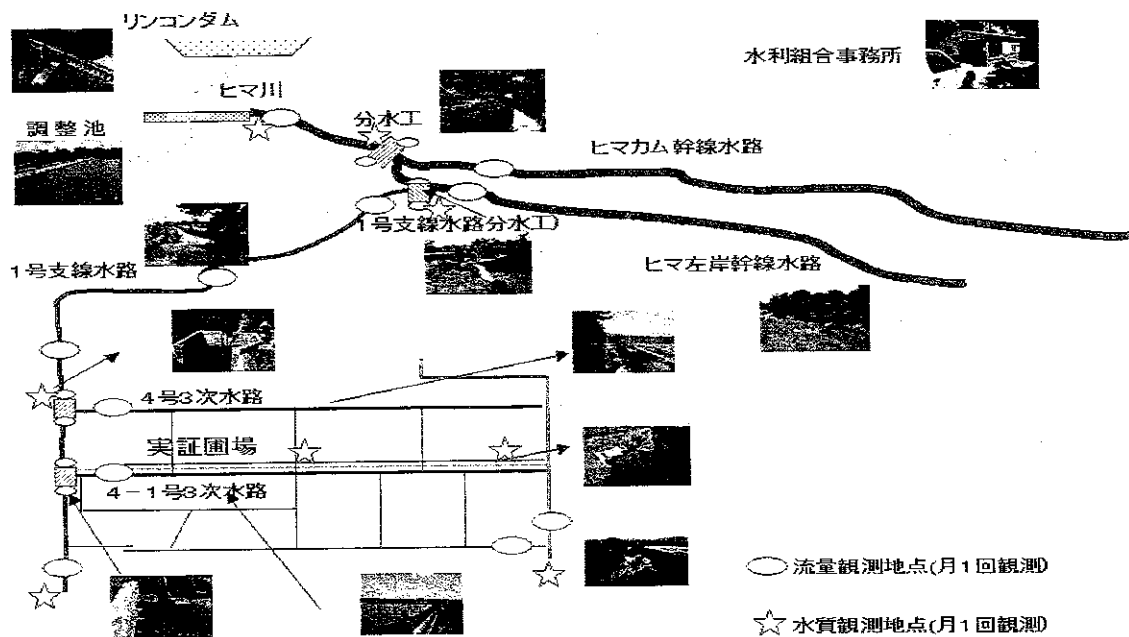 リンコンダム
水利組合事務所
ヒマ川
分水工
調整池
ヒマカム幹線水路
1号支線水路分水工)
1号支線水路
ヒマ左岸幹線水路
4号3次水路
実証圃場
4-1号3次水路
流量観測地点(月1回観測)
水質観測地点(月1回観測)